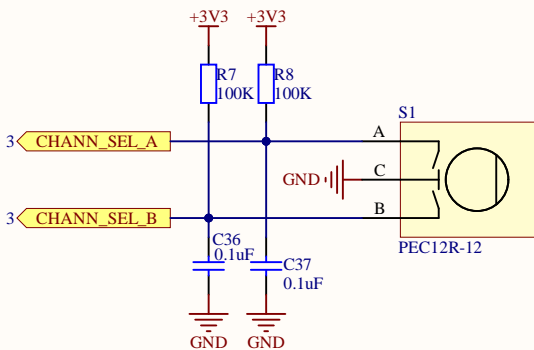 +3V3 +3V3
R7 R8
100K 100K
S1
3 CHANN_SEL_A A
GND C
3 CHANN_SEL_B B
C36
0.1uF
PEC12R-12
C37
0.1uF
GND GND